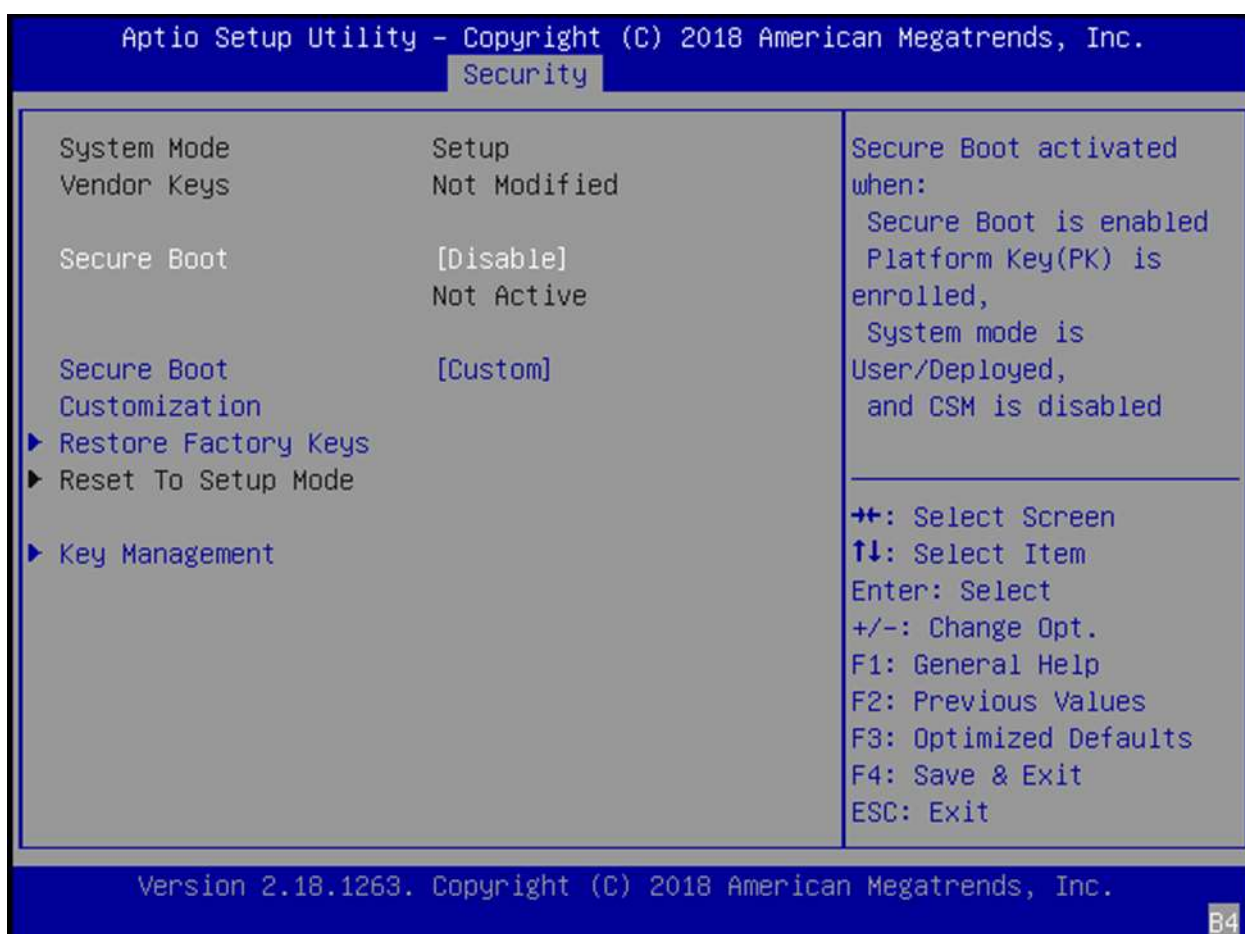 Aptio Setup Utility – Copyright (C) 2018 American Megatrends, Inc.
Security
System Mode Setup
Vendor Keys Not Modified
Secure Boot [Disable]
Not Active
Secure Boot [Custom]
Customization
▶ Restore Factory Keys
▶ Reset To Setup Mode
▶ Key Management
Secure Boot activated
when:
Secure Boot is enabled
Platform Key(PK) is
enrolled,
System mode is
User/Deployed,
and CSM is disabled
→←: Select Screen
↑↓: Select Item
Enter: Select
+/-: Change Opt.
F1: General Help
F2: Previous Values
F3: Optimized Defaults
F4: Save & Exit
ESC: Exit
Version 2.18.1263. Copyright (C) 2018 American Megatrends, Inc.
B4